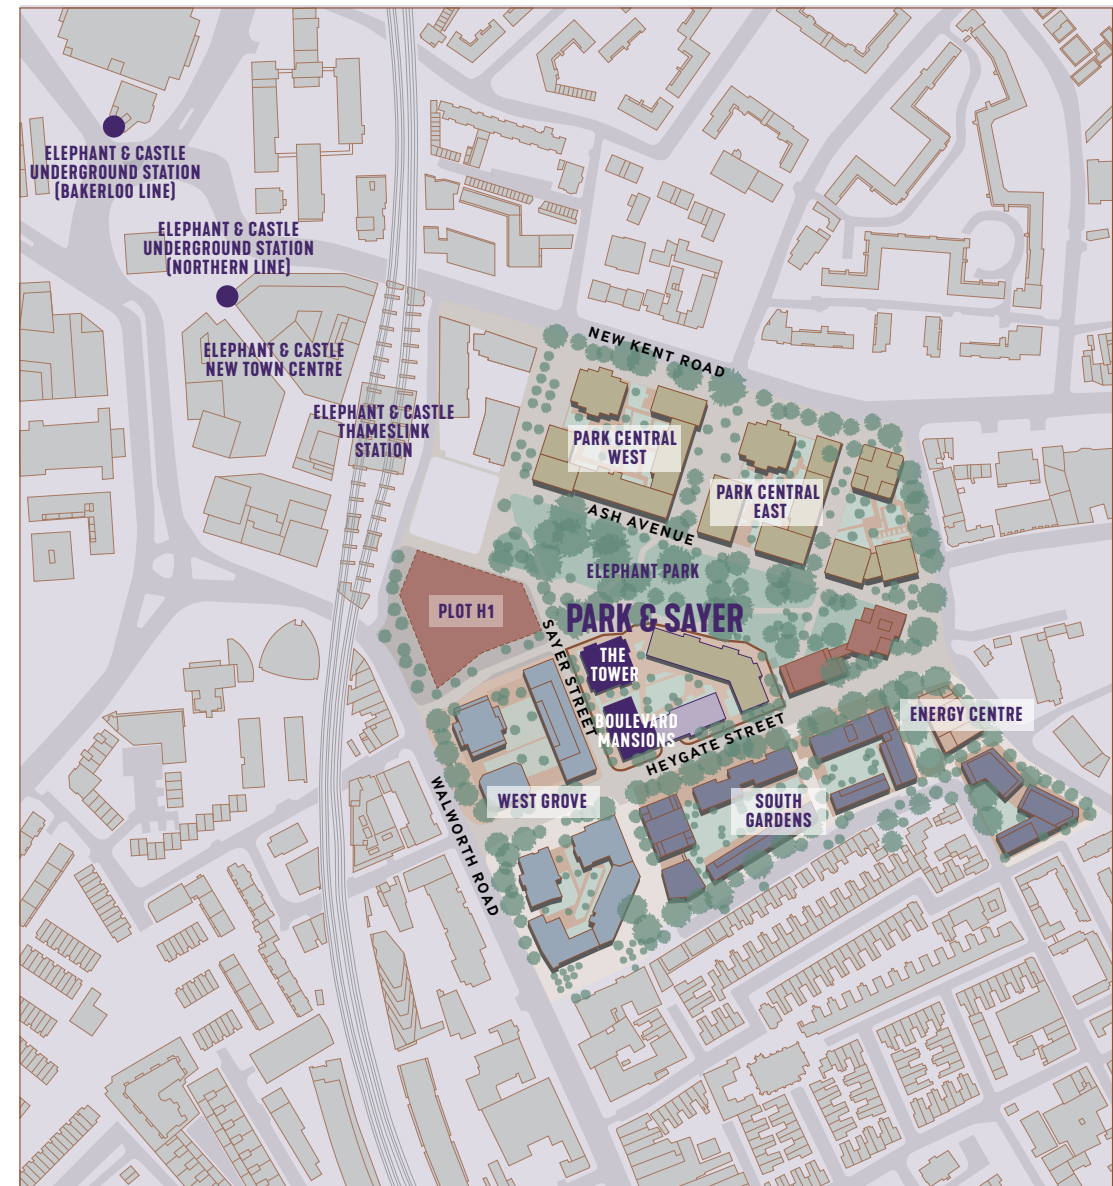 ELEPHANT & CASTLE
UNDERGROUND STATION
(BAKERLOO LINE)
ELEPHANT & CASTLE
UNDERGROUND STATION
(NORTHERN LINE)
ELEPHANT & CASTLE
NEW TOWN CENTRE
ELEPHANT & CASTLE
THAMESLINK
STATION
NEW KENT ROAD
PARK CENTRAL
WEST
PARK CENTRAL
EAST
ASH AVENUE
ELEPHANT PARK
PLOT H1
PARK & SAYER
SAYER STREET
THE
TOWER
BOULEVARD
MANSIONS
HEYGATE STREET
ENERGY CENTRE
WEST GROVE
SOUTH
GARDENS
WALWORTH ROAD